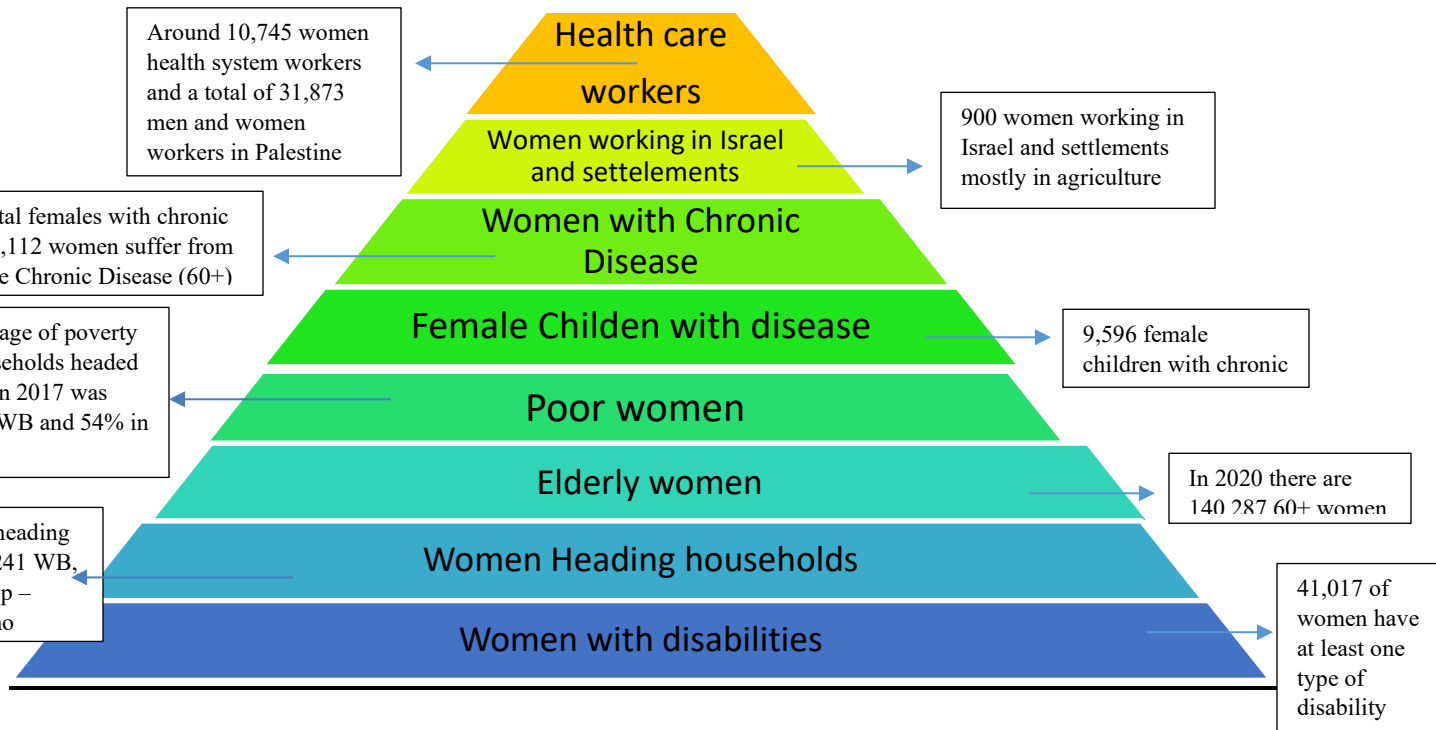 Health care
workers
Around 10,745 women
health system workers
and a total of 31,873
men and women
workers in Palestine
Women working in Israel
and settelements
900 women working in
Israel and settlements
mostly in agriculture
Women with Chronic
Disease
females with chronic
,112 women suffer from
Chronic Disease (60+)
Female Childen with disease
9,596 female
children with chronic
Poor women
of poverty
headed
in 2017 was
WB and 54% in
Elderly women
In 2020 there are
140,287 60+ women
Women Heading households
heading
241 WB,
–
Women with disabilities
41,017 of
women have
at least one
type of
disability